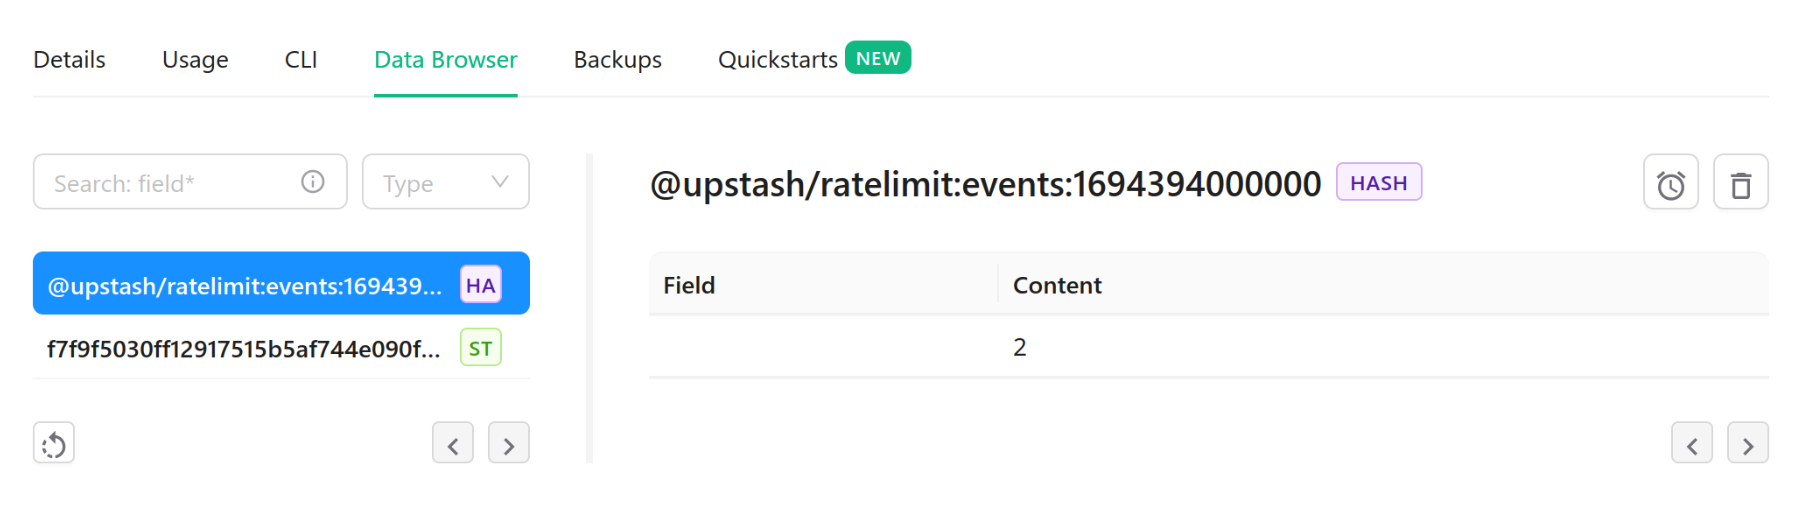 Details Usage CLI Data Browser Backups Quickstarts NEW
Search: field* Type
@upstash/ratelimit:events:169439... HA
f7f9f5030ff12917515b5af744e090f... ST
@upstash/ratelimit:events:1694394000000 HASH
Field Content
2